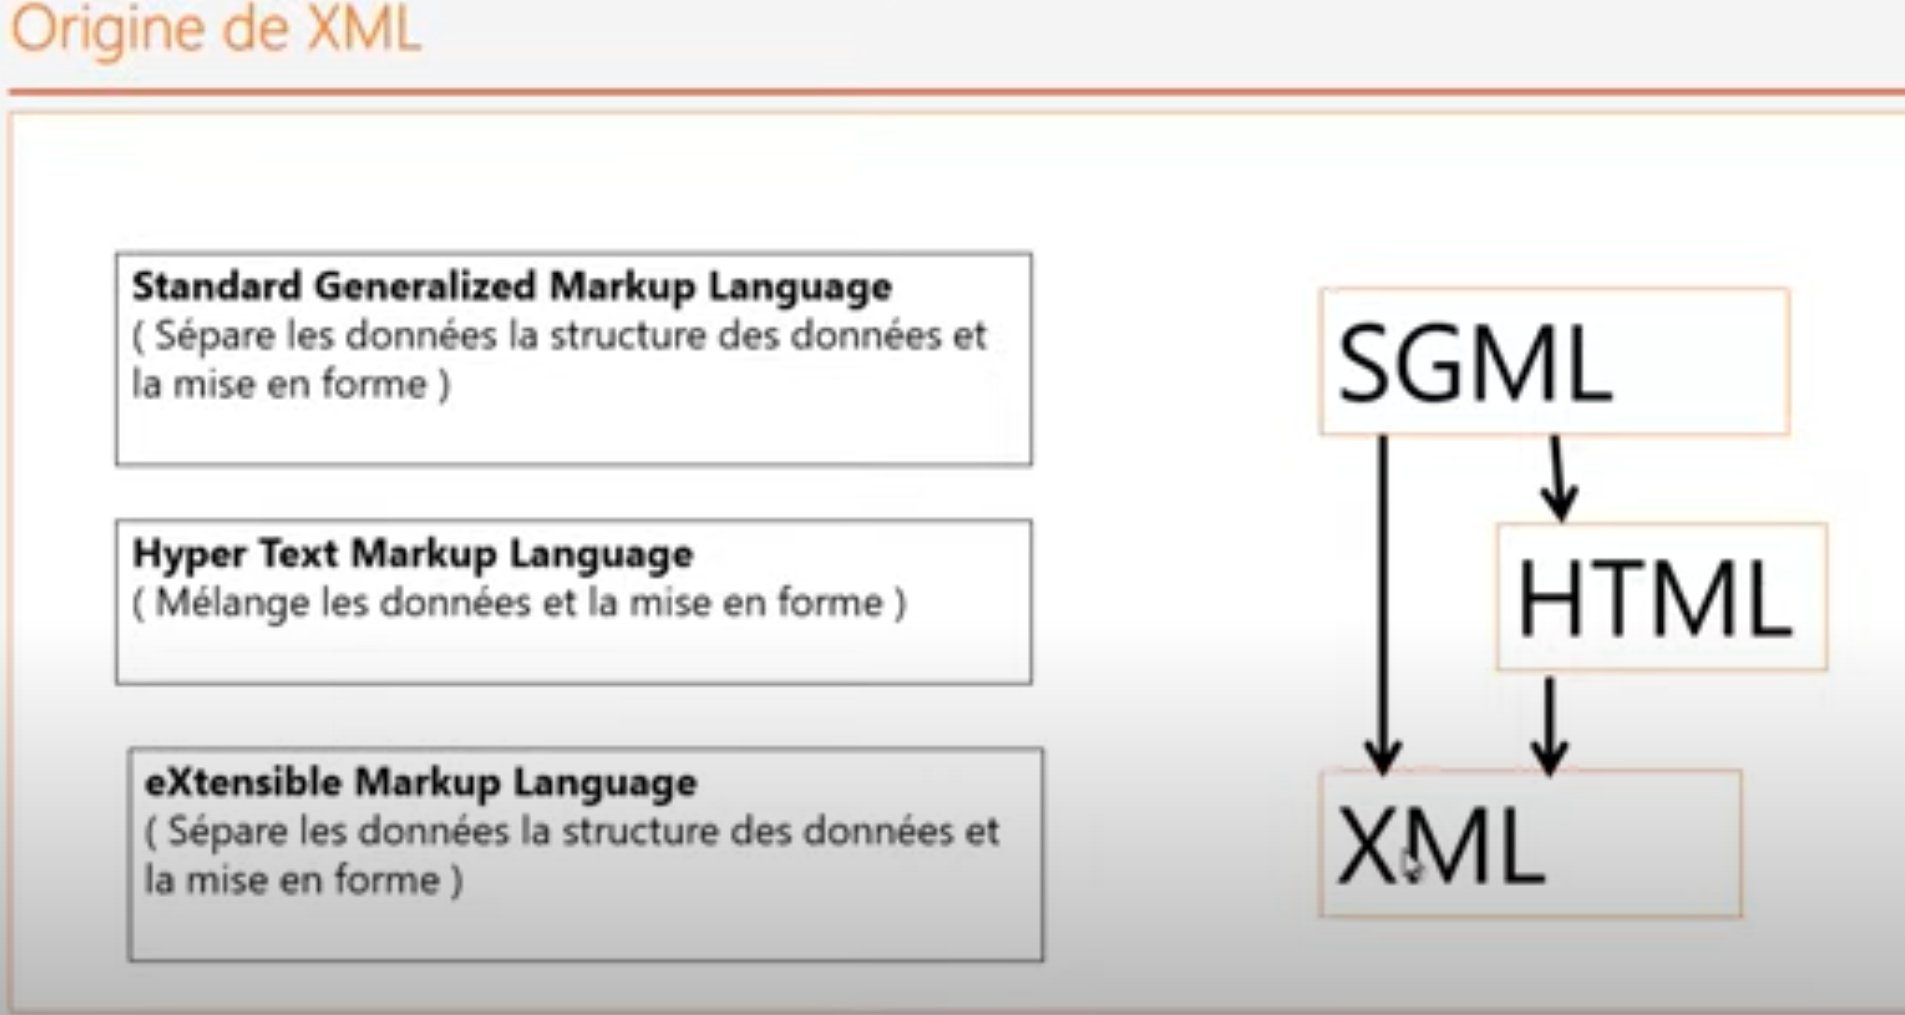 Origine de XML
Standard Generalized Markup Language
( Sépare les données la structure des données et
la mise en forme )
SGML
Hyper Text Markup Language
( Mélange les données et la mise en forme )
HTML
eXtensible Markup Language
( Sépare les données la structure des données et
la mise en forme )
XML